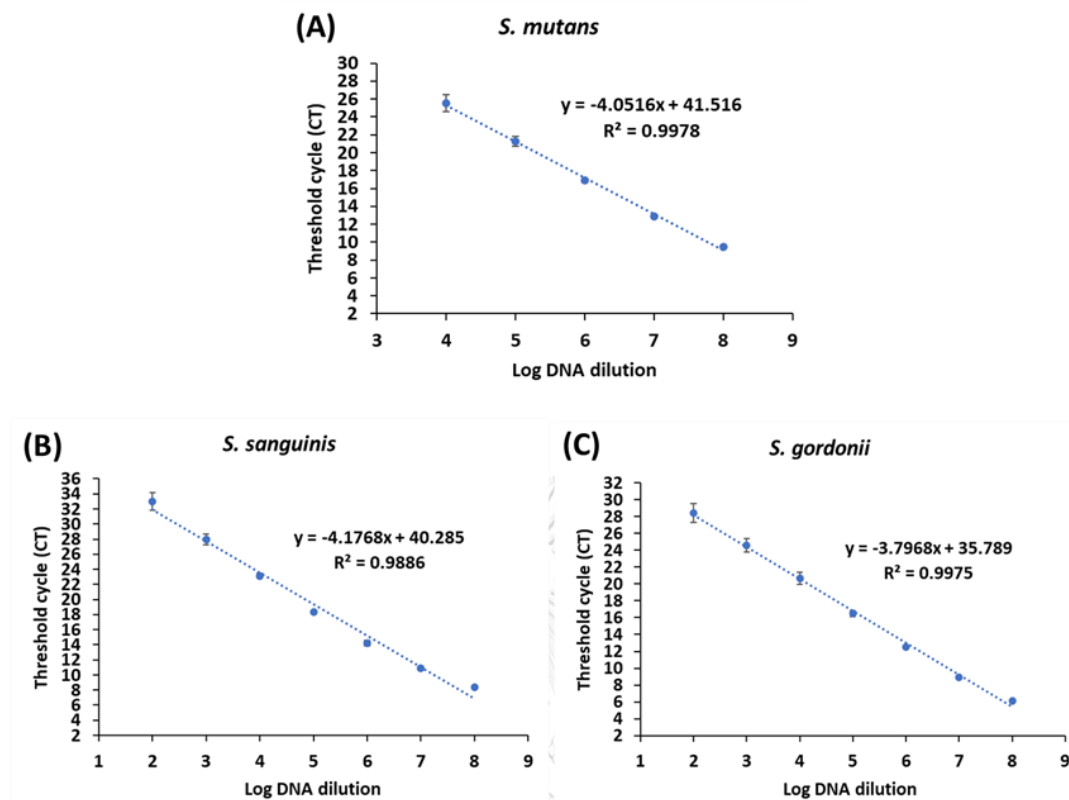 (A)
S. mutans
30
28
26
24
22
20
18
16
14
12
10
8
6
4
2
Threshold cycle (CT)
y = -4.0516x + 41.516
R² = 0.9978
3 4 5 6 7 8 9
Log DNA dilution
(B)
S. sanguinis
36
34
32
30
28
26
24
22
20
18
16
14
12
10
8
6
4
2
Threshold cycle (CT)
y = -4.1768x + 40.285
R² = 0.9886
1 2 3 4 5 6 7 8 9
Log DNA dilution
(C)
S. gordonii
32
30
28
26
24
22
20
18
16
14
12
10
8
6
4
2
Threshold cycle (CT)
y = -3.7968x + 35.789
R² = 0.9975
1 2 3 4 5 6 7 8 9
Log DNA dilution